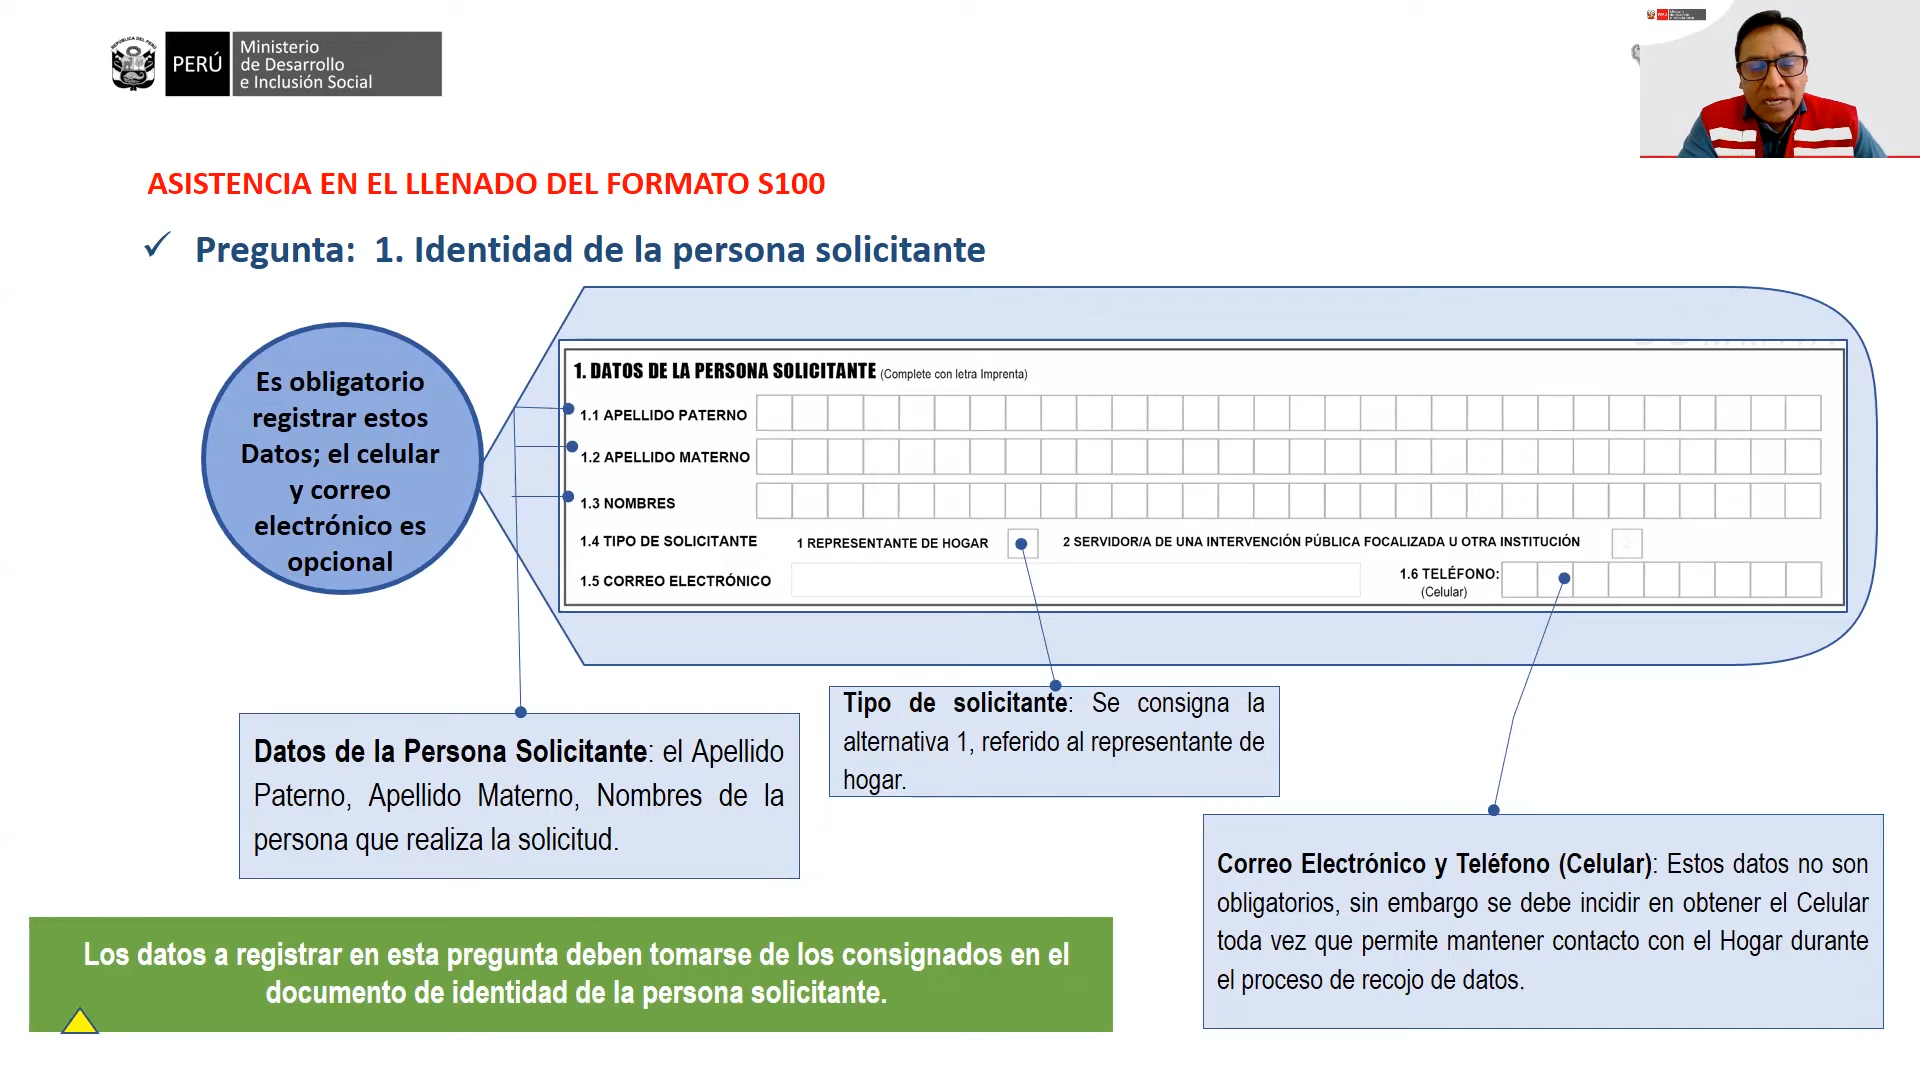 PERÚ
Ministerio
de Desarrollo
e Inclusión Social
ASISTENCIA EN EL LLENADO DEL FORMATO S100
✓ Pregunta: 1. Identidad de la persona solicitante
Es obligatorio
registrar estos
Datos; el celular
y correo
electrónico es
opcional
1. DATOS DE LA PERSONA SOLICITANTE (Complete con letra Imprenta)
1.1 APELLIDO PATERNO
1.2 APELLIDO MATERNO
1.3 NOMBRES
1.4 TIPO DE SOLICITANTE 1 REPRESENTANTE DE HOGAR 2 SERVIDOR/A DE UNA INTERVENCIÓN PÚBLICA FOCALIZADA U OTRA INSTITUCIÓN 2
1.5 CORREO ELECTRÓNICO 1.6 TELÉFONO:
(Celular)
Datos de la Persona Solicitante: el Apellido
Paterno, Apellido Materno, Nombres de la
persona que realiza la solicitud.
Tipo de solicitante: Se consigna la
alternativa 1, referido al representante de
hogar.
Correo Electrónico y Teléfono (Celular): Estos datos no son
obligatorios, sin embargo se debe incidir en obtener el Celular
toda vez que permite mantener contacto con el Hogar durante
el proceso de recojo de datos.
Los datos a registrar en esta pregunta deben tomarse de los consignados en el
documento de identidad de la persona solicitante.